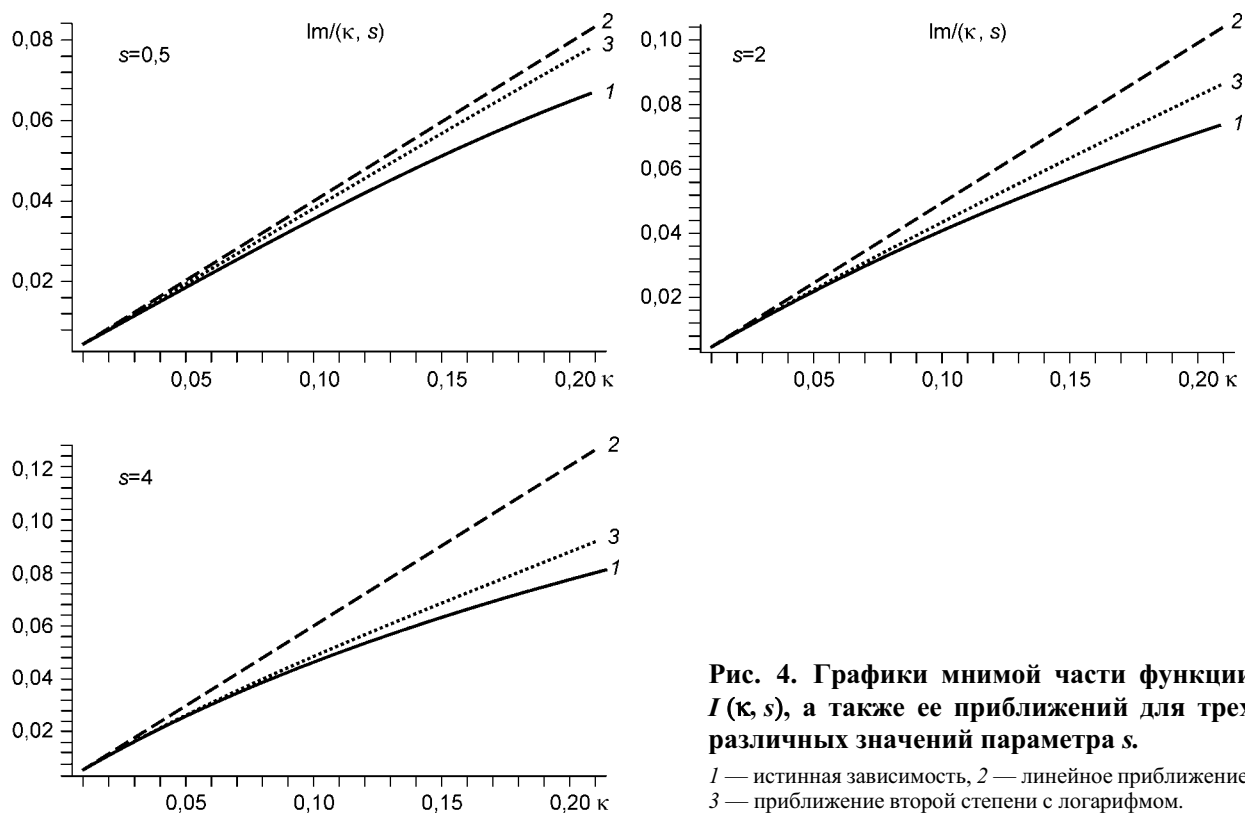 Im/(κ, s)
s=0,5
0,08
0,06
0,04
0,02
0,05 0,10 0,15 0,20 κ
2
3
1
Im/(κ, s)
s=2
0,10
0,08
0,06
0,04
0,02
0,05 0,10 0,15 0,20 κ
2
3
1
s=4
0,12
0,10
0,08
0,06
0,04
0,02
0,05 0,10 0,15 0,20 κ
2
3
1
Рис. 4. Графики мнимой части функции
I (κ, s), а также ее приближений для трех
различных значений параметра s.
1 — истинная зависимость, 2 — линейное приближение
3 — приближение второй степени с логарифмом.